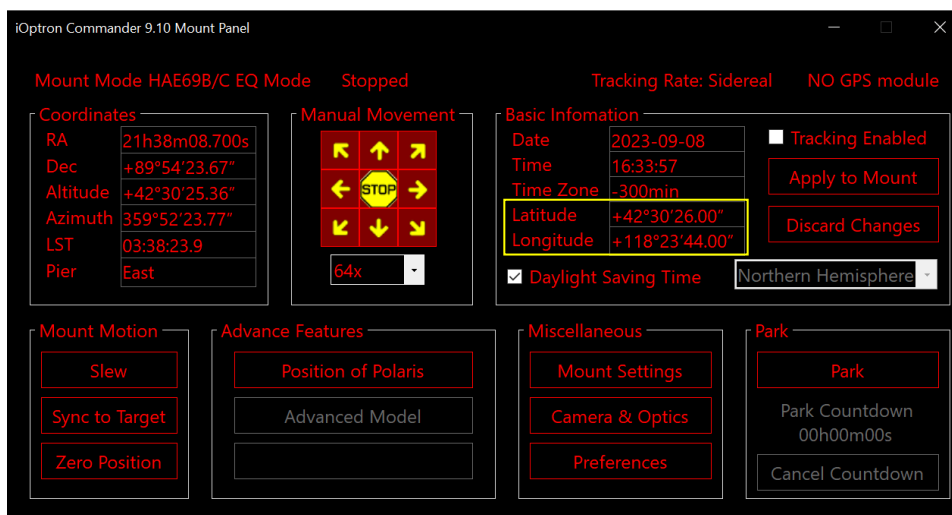 iOptron Commander 9.10 Mount Panel
Mount Mode HAE69B/C EQ Mode Stopped Tracking Rate: Sidereal NO GPS module
Coordinates
RA 21h38m08.700s
Dec +89°54′23.67″
Altitude +42°30′25.36″
Azimuth 359°52′23.77″
LST 03:38:23.9
Pier East
Manual Movement
STOP
64x
Basic Infomation
Date 2023-09-08
Time 16:33:57
Time Zone -300min
Latitude +42°30′26.00″
Longitude +118°23′44.00″
Daylight Saving Time
Tracking Enabled
Apply to Mount
Discard Changes
Northern Hemisphere
Mount Motion
Slew
Sync to Target
Zero Position
Advance Features
Position of Polaris
Advanced Model
Miscellaneous
Mount Settings
Camera & Optics
Preferences
Park
Park
Park Countdown
00h00m00s
Cancel Countdown